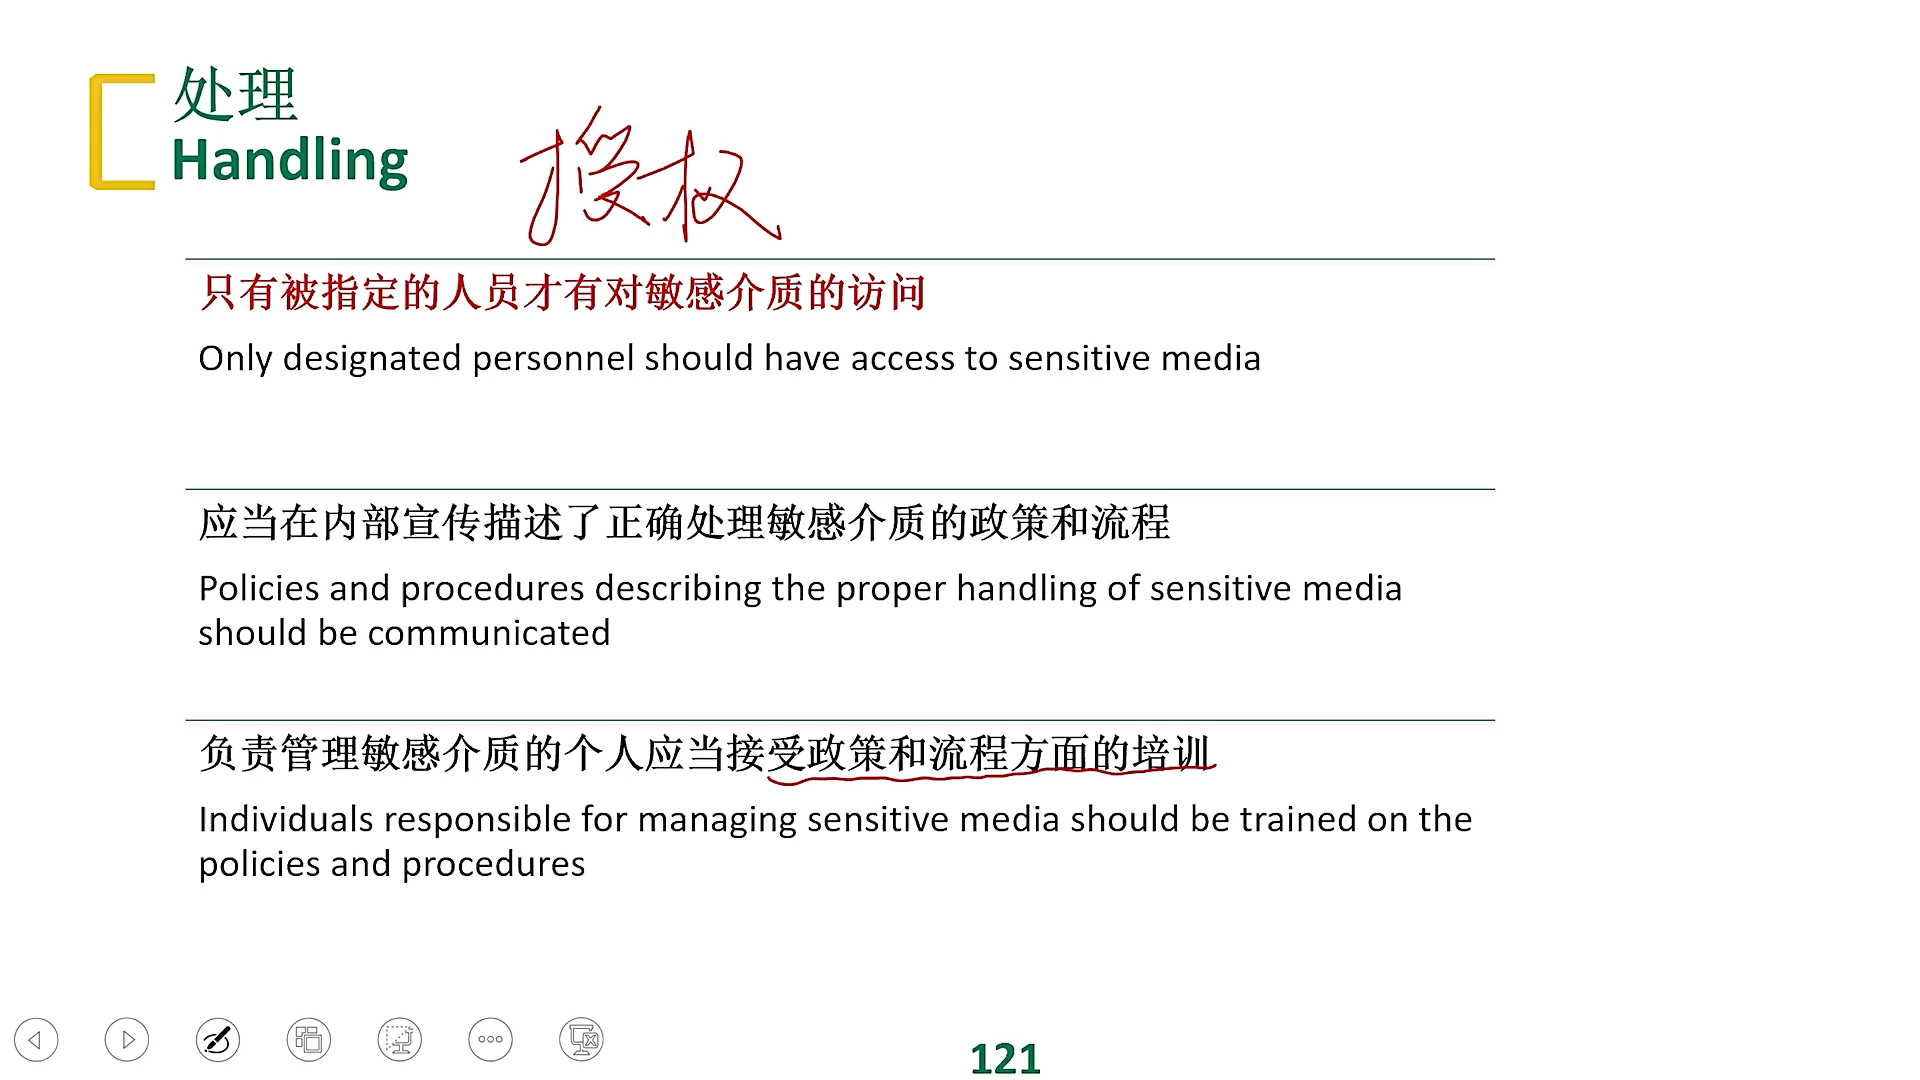 处理
Handling
授权
只有被指定的人员才有对敏感介质的访问
Only designated personnel should have access to sensitive media
应当在内部宣传描述了正确处理敏感介质的政策和流程
Policies and procedures describing the proper handling of sensitive media
should be communicated
负责管理敏感介质的个人应当接受政策和流程方面的培训
Individuals responsible for managing sensitive media should be trained on the
policies and procedures
121